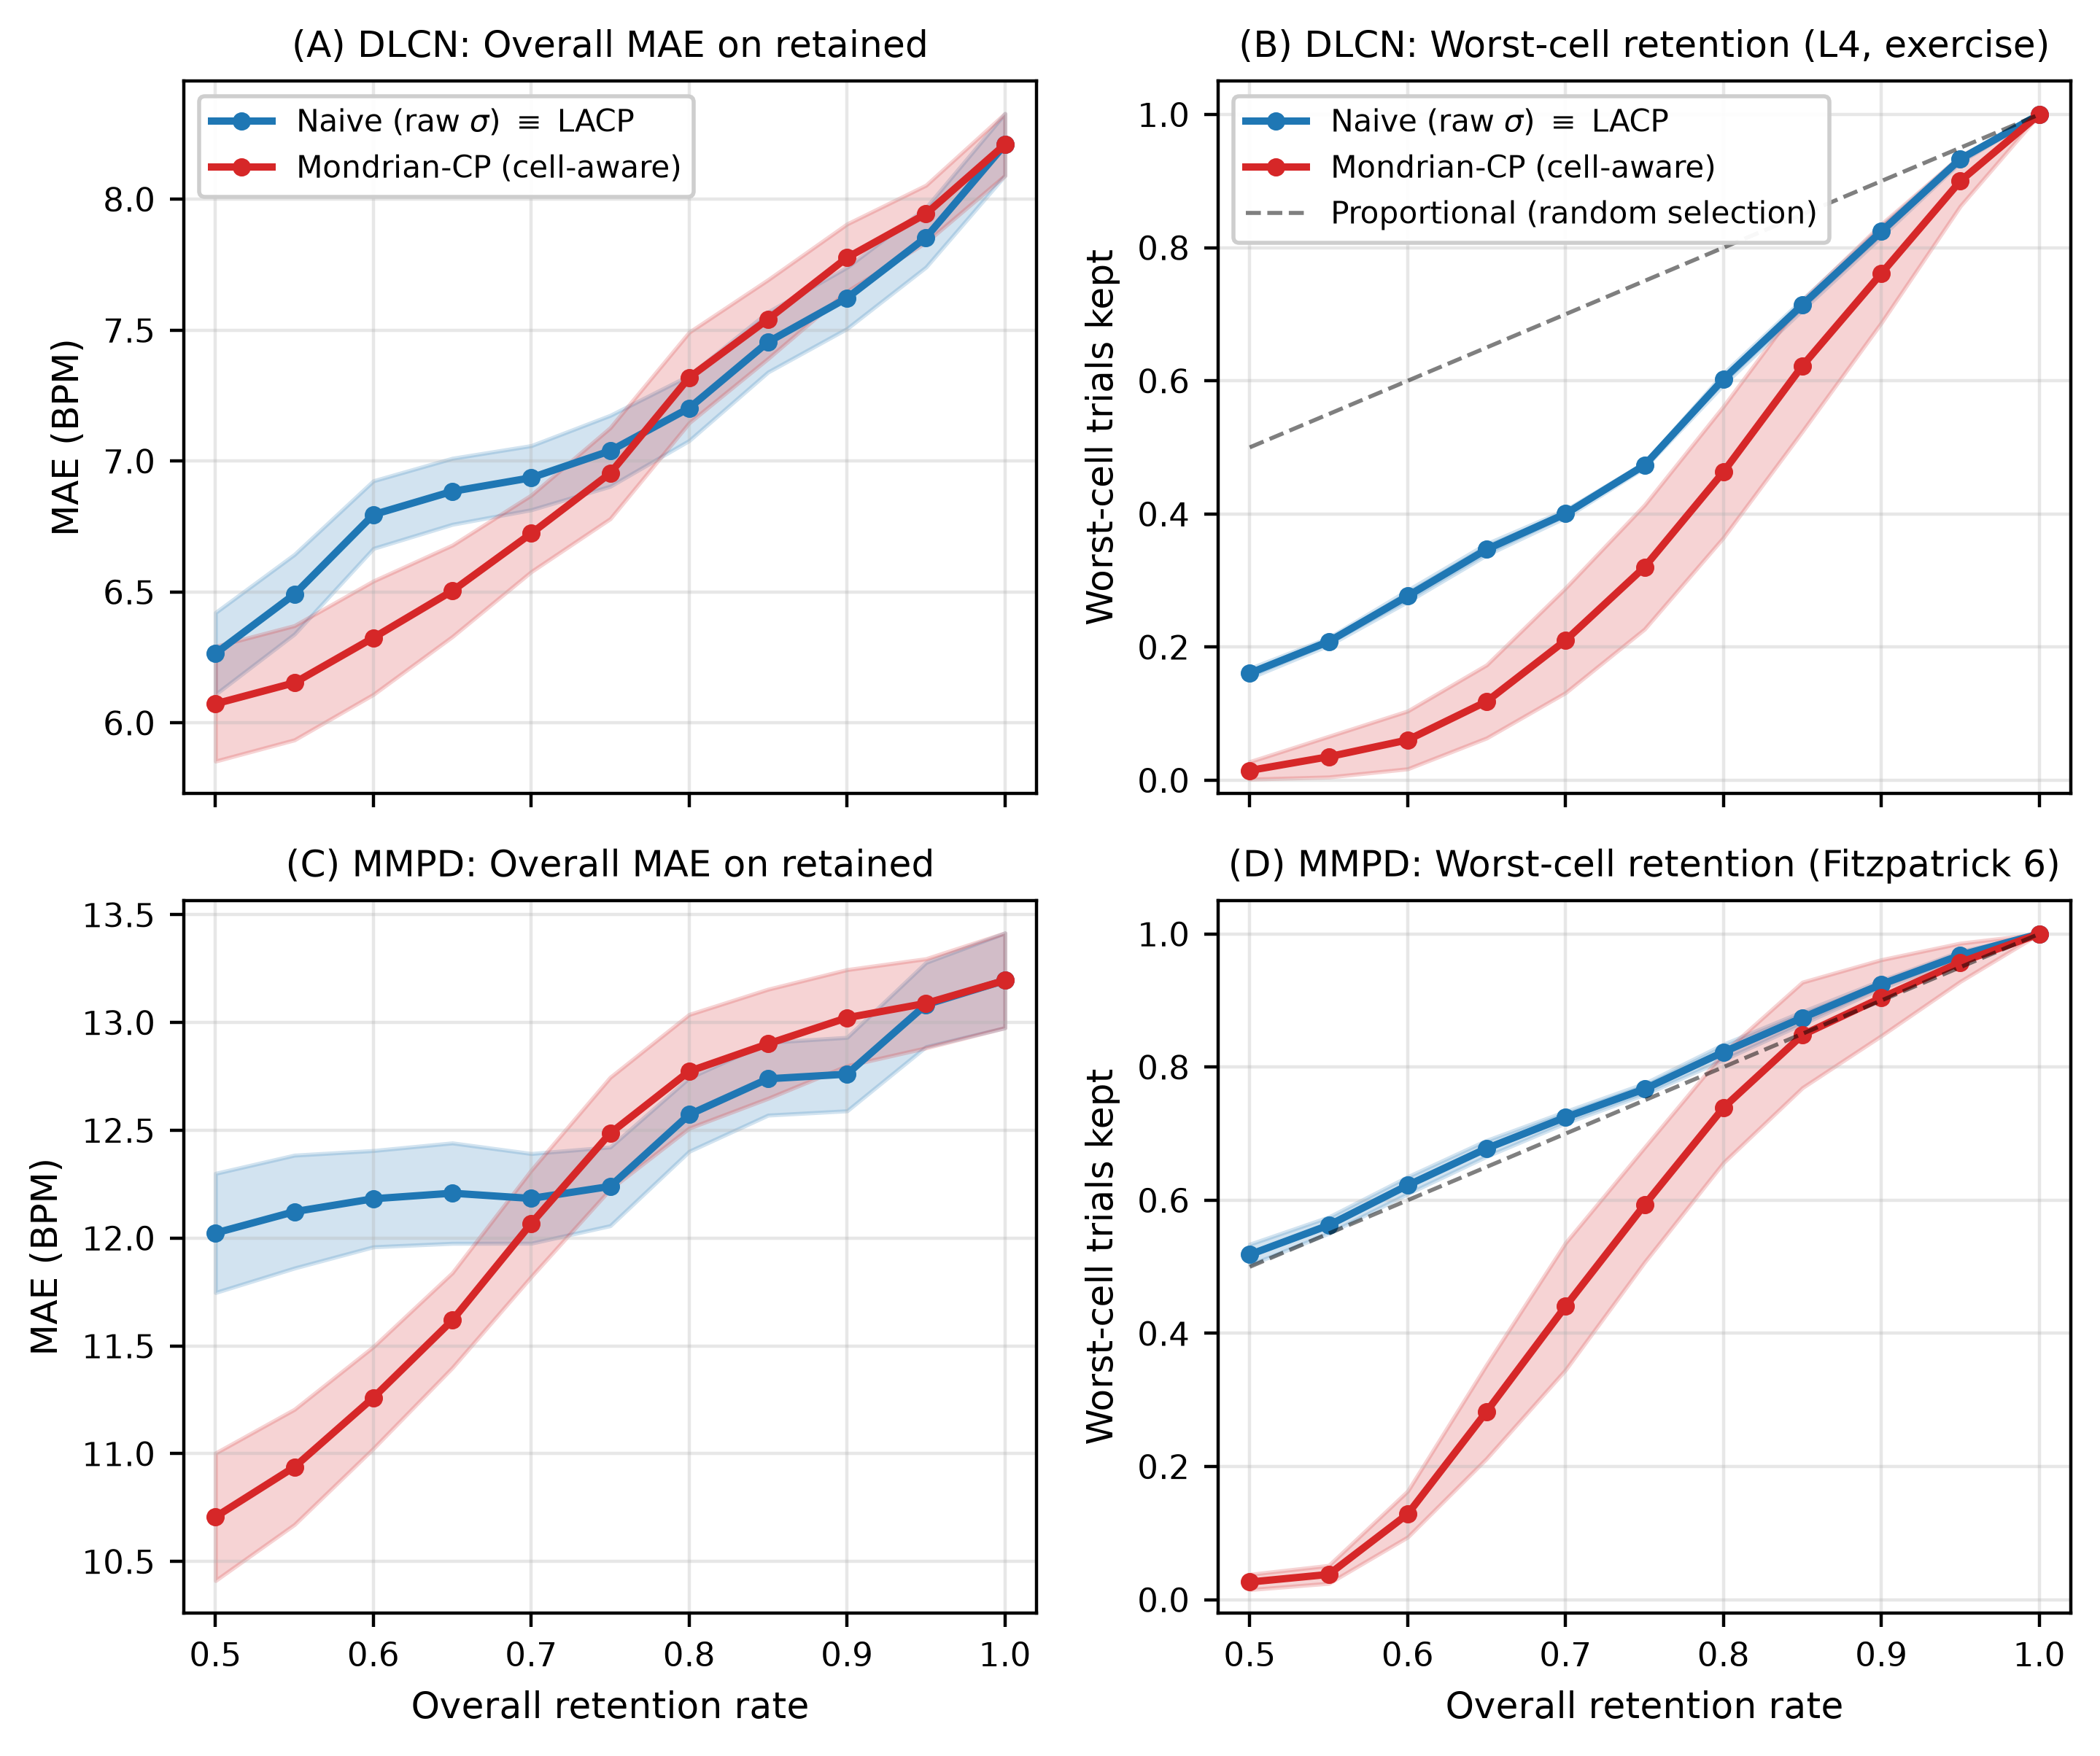 (A) DLCN: Overall MAE on retained
Naive (raw σ) ≡ LACP
Mondrian-CP (cell-aware)
MAE (BPM)
8.0
7.5
7.0
6.5
6.0
(B) DLCN: Worst-cell retention (L4, exercise)
Naive (raw σ) ≡ LACP
Mondrian-CP (cell-aware)
Proportional (random selection)
Worst-cell trials kept
1.0
0.8
0.6
0.4
0.2
0.0
(C) MMPD: Overall MAE on retained
MAE (BPM)
13.5
13.0
12.5
12.0
11.5
11.0
10.5
0.5 0.6 0.7 0.8 0.9 1.0
Overall retention rate
(D) MMPD: Worst-cell retention (Fitzpatrick 6)
Worst-cell trials kept
1.0
0.8
0.6
0.4
0.2
0.0
0.5 0.6 0.7 0.8 0.9 1.0
Overall retention rate